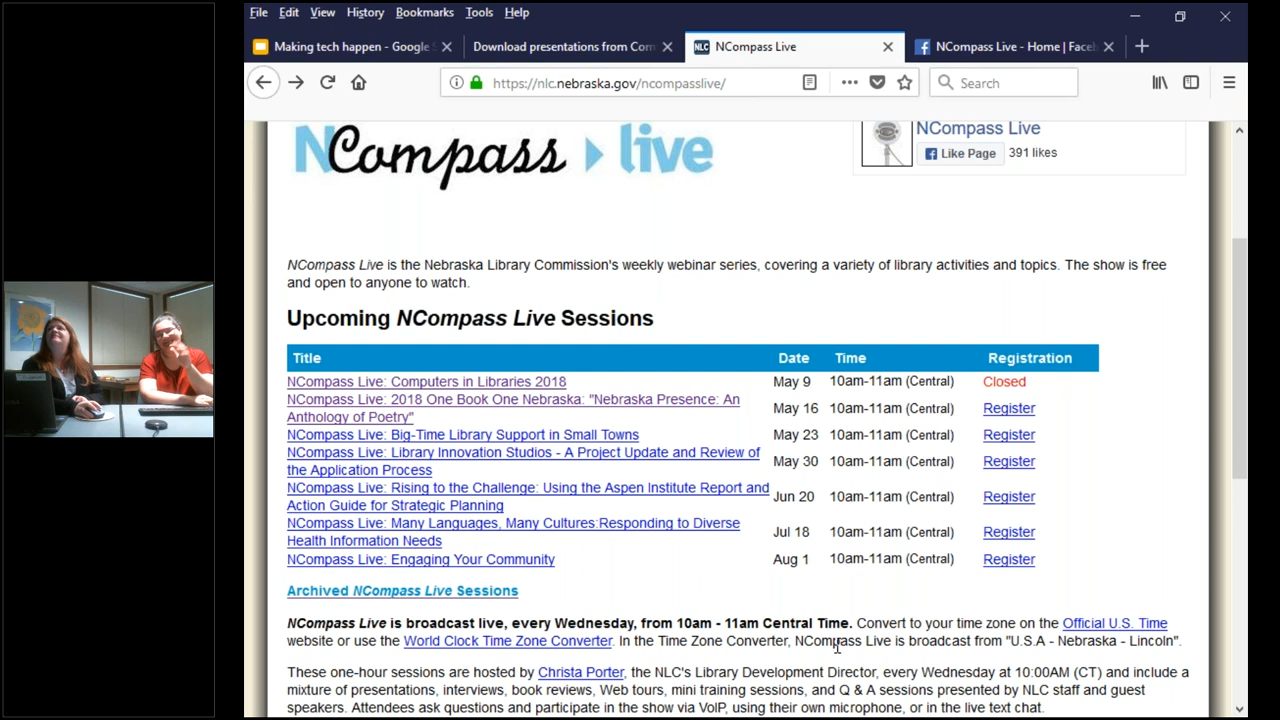 File Edit View History Bookmarks Tools Help
Making tech happen - Google S
Download presentations from Com
NLC NCompass Live
NCompass Live - Home | Faceb
https://nlc.nebraska.gov/ncompasslive/
Search
NCompass live
NCompass Live
Like Page 391 likes
NCompass Live is the Nebraska Library Commission's weekly webinar series, covering a variety of library activities and topics. The show is free
and open to anyone to watch.
Upcoming NCompass Live Sessions
Title Date Time Registration
NCompass Live: Computers in Libraries 2018 May 9 10am-11am (Central) Closed
NCompass Live: 2018 One Book One Nebraska: "Nebraska Presence: An
Anthology of Poetry" May 16 10am-11am (Central) Register
NCompass Live: Big-Time Library Support in Small Towns May 23 10am-11am (Central) Register
NCompass Live: Library Innovation Studios - A Project Update and Review of
the Application Process May 30 10am-11am (Central) Register
NCompass Live: Rising to the Challenge: Using the Aspen Institute Report and
Action Guide for Strategic Planning Jun 20 10am-11am (Central) Register
NCompass Live: Many Languages, Many Cultures:Responding to Diverse
Health Information Needs Jul 18 10am-11am (Central) Register
NCompass Live: Engaging Your Community Aug 1 10am-11am (Central) Register
Archived NCompass Live Sessions
NCompass Live is broadcast live, every Wednesday, from 10am - 11am Central Time. Convert to your time zone on the Official U.S. Time
website or use the World Clock Time Zone Converter. In the Time Zone Converter, NCompass Live is broadcast from "U.S.A - Nebraska - Lincoln".
These one-hour sessions are hosted by Christa Porter, the NLC's Library Development Director, every Wednesday at 10:00AM (CT) and include a
mixture of presentations, interviews, book reviews, Web tours, mini training sessions, and Q & A sessions presented by NLC staff and guest
speakers. Attendees ask questions and participate in the show via VoIP, using their own microphone, or in the live text chat.